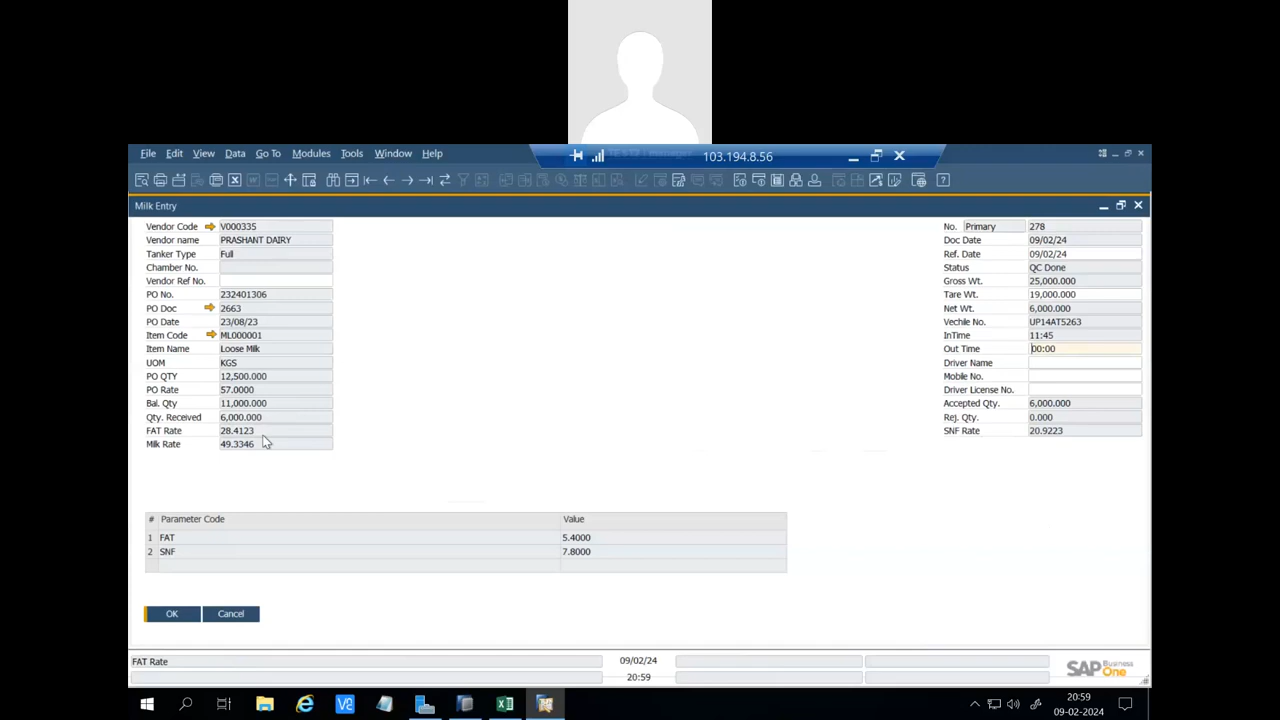 File Edit View Data Go To Modules Tools Window Help
103.194.8.56
Milk Entry
Vendor Code V000335
Vendor name PRASHANT DAIRY
Tanker Type Full
Chamber No.
Vendor Ref No.
PO No. 232401306
PO Doc 2663
PO Date 23/08/23
Item Code ML000001
Item Name Loose Milk
UOM KGS
PO QTY 12,500.000
PO Rate 57.0000
Bal. Qty 11,000.000
Qty. Received 6,000.000
FAT Rate 28.4123
Milk Rate 49.3346
No. Primary 278
Doc Date 09/02/24
Ref. Date 09/02/24
Status QC Done
Gross Wt. 25,000.000
Tare Wt. 19,000.000
Net Wt. 6,000.000
Vechile No. UP14AT5263
InTime 11:45
Out Time 00:00
Driver Name
Mobile No.
Driver License No.
Accepted Qty. 6,000.000
Rej. Qty. 0.000
SNF Rate 20.9223
# Parameter Code Value
1 FAT 5.4000
2 SNF 7.8000
OK Cancel
FAT Rate 09/02/24
20:59
SAP Business One
20:59
09-02-2024